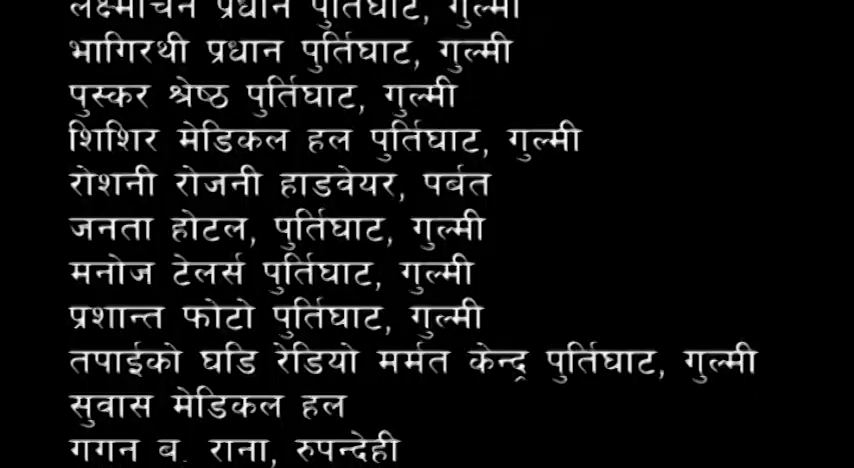 लक्ष्मीचन प्रधान पुर्तिघाट, गुल्मी
भागिरथी प्रधान पुर्तिघाट, गुल्मी
पुस्कर श्रेष्ठ पुर्तिघाट, गुल्मी
शिशिर मेडिकल हल पुर्तिघाट, गुल्मी
रोशनी रोजनी हाडवेयर, पर्बत
जनता होटल, पुर्तिघाट, गुल्मी
मनोज टेलर्स पुर्तिघाट, गुल्मी
प्रशान्त फोटो पुर्तिघाट, गुल्मी
तपाईको घडि रेडियो मर्मत केन्द्र पुर्तिघाट, गुल्मी
सुवास मेडिकल हल
गगन ब. राना, रुपन्देही